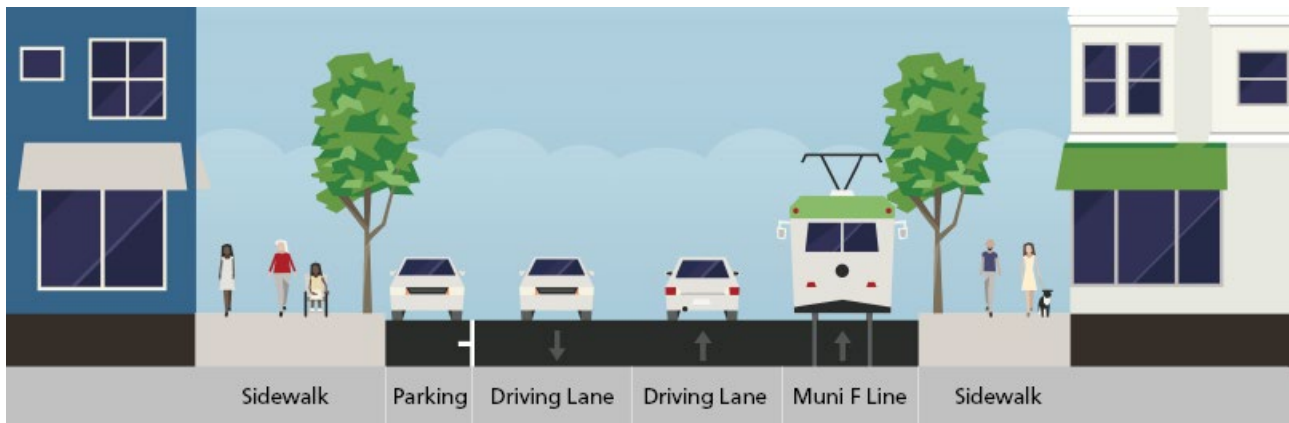 Sidewalk
Parking
Driving Lane
Driving Lane
Muni F Line
Sidewalk